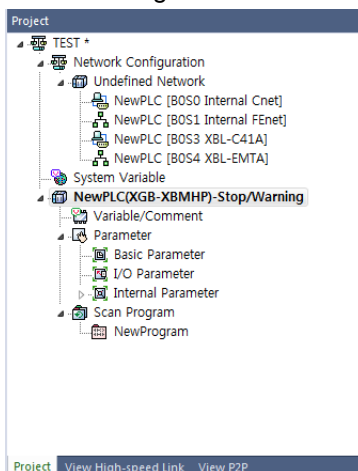 Project
TEST *
Network Configuration
Undefined Network
NewPLC [B0S0 Internal Cnet]
NewPLC [B0S1 Internal FEnet]
NewPLC [B0S3 XBL-C41A]
NewPLC [B0S4 XBL-EMTA]
System Variable
NewPLC(XGB-XBMHP)-Stop/Warning
Variable/Comment
Parameter
Basic Parameter
I/O Parameter
Internal Parameter
Scan Program
NewProgram
Project View High-speed Link View P2P